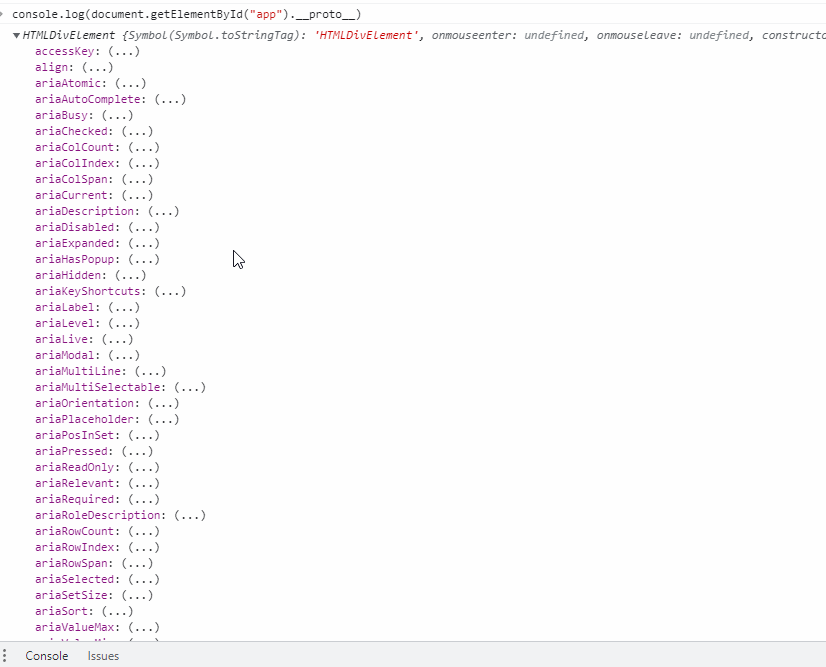 console.log(document.getElementById("app").__proto__)
▼HTMLDivElement {Symbol(Symbol.toStringTag): 'HTMLDivElement', onmouseenter: undefined, onmouseleave: undefined, constructo
accessKey: (...)
align: (...)
ariaAtomic: (...)
ariaAutoComplete: (...)
ariaBusy: (...)
ariaChecked: (...)
ariaColCount: (...)
ariaColIndex: (...)
ariaColSpan: (...)
ariaCurrent: (...)
ariaDescription: (...)
ariaDisabled: (...)
ariaExpanded: (...)
ariaHasPopup: (...)
ariaHidden: (...)
ariaKeyShortcuts: (...)
ariaLabel: (...)
ariaLevel: (...)
ariaLive: (...)
ariaModal: (...)
ariaMultiLine: (...)
ariaMultiSelectable: (...)
ariaOrientation: (...)
ariaPlaceholder: (...)
ariaPosInSet: (...)
ariaPressed: (...)
ariaReadOnly: (...)
ariaRelevant: (...)
ariaRequired: (...)
ariaRoleDescription: (...)
ariaRowCount: (...)
ariaRowIndex: (...)
ariaRowSpan: (...)
ariaSelected: (...)
ariaSetSize: (...)
ariaSort: (...)
ariaValueMax: (...)
Console Issues